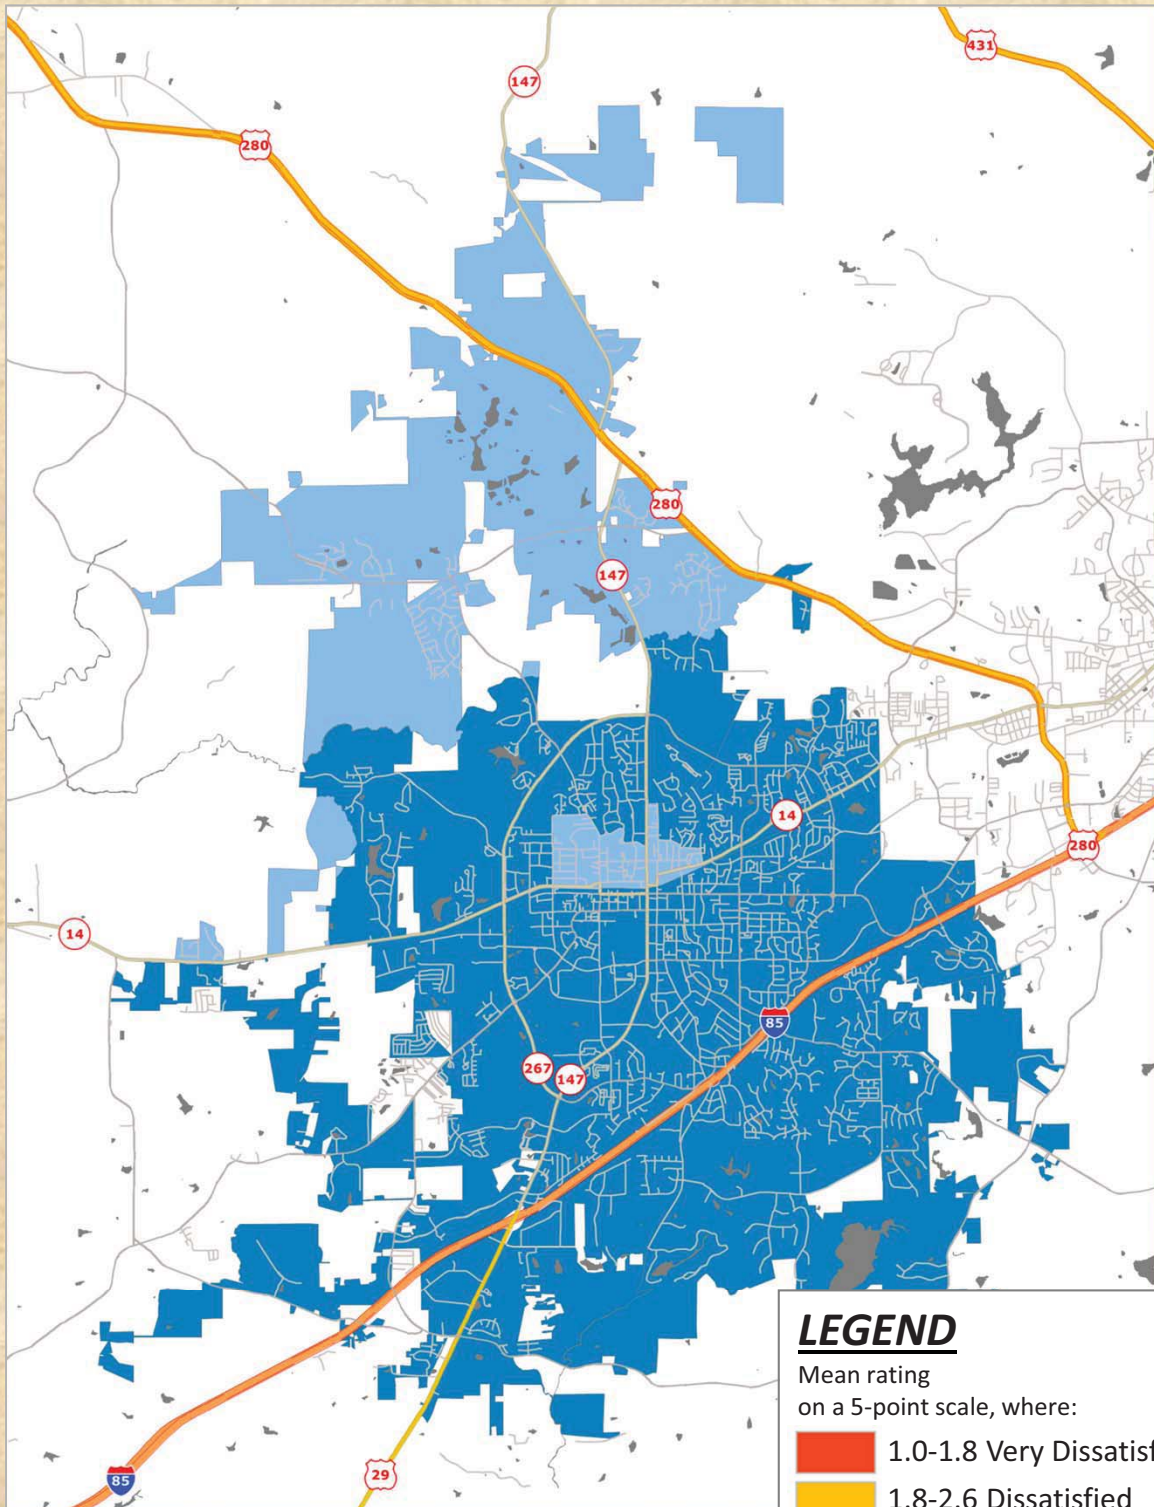 431
147
280
280
147
14
280
14
85
267
147
LEGEND
Mean rating
on a 5-point scale, where:
1.0-1.8 Very Dissatisf
1.8-2.6 Dissatisfied
29
85